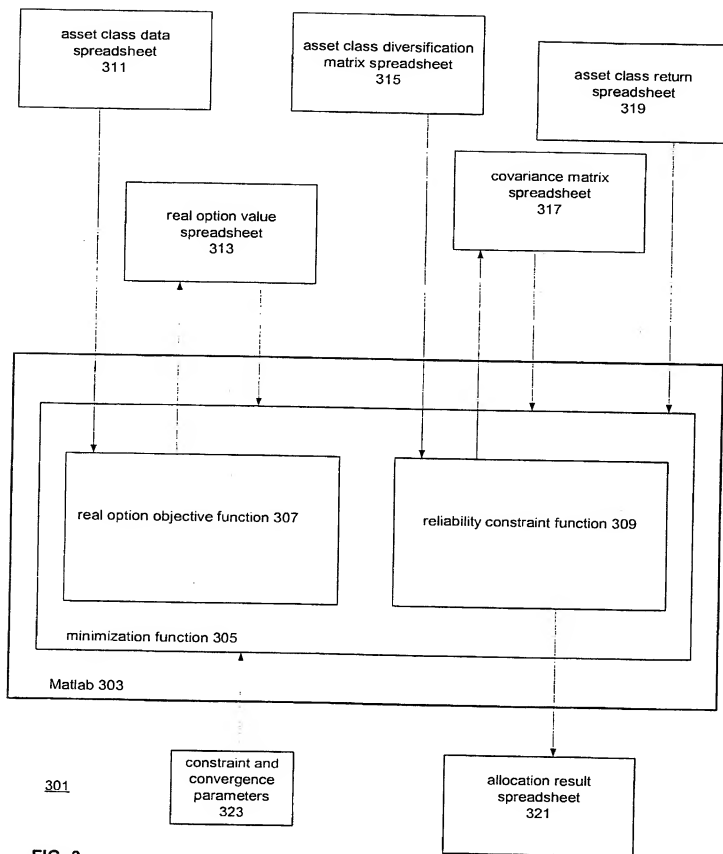 asset class data
spreadsheet
311
asset class diversification
matrix spreadsheet
315
asset class return
spreadsheet
319
real option value
spreadsheet
313
covariance matrix
spreadsheet
317
real option objective function 307
reliability constraint function 309
minimization function 305
Matlab 303
301
constraint and
convergence
parameters
323
allocation result
spreadsheet
321